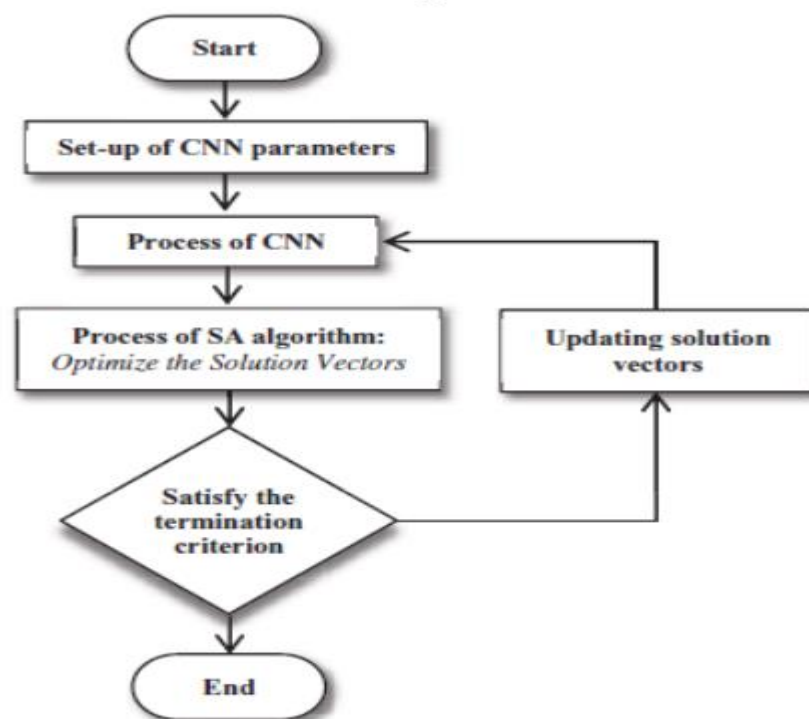 Start
Set-up of CNN parameters
Process of CNN
Process of SA algorithm:
Optimize the Solution Vectors
Updating solution
vectors
Satisfy the
termination
criterion
End